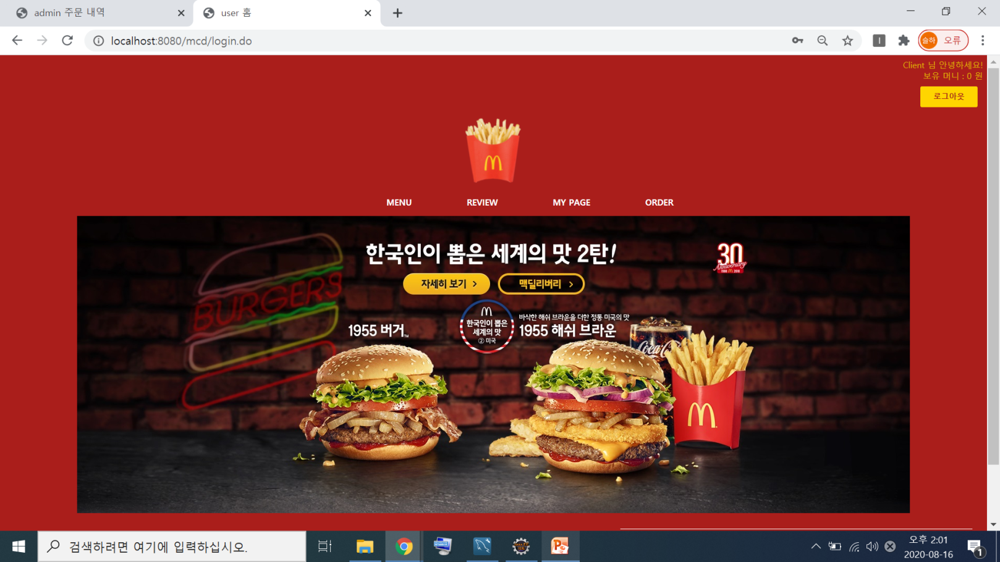 admin 주문 내역
user 홈
localhost:8080/mcd/login.do
슬하 오류
Client 님 안녕하세요!
보유 머니 : 0 원
로그아웃
MENU REVIEW MY PAGE ORDER
한국인이 뽑은 세계의 맛 2탄!
30
Anniversary
1988 2018
자세히 보기 >
맥딜리버리 >
BURGERS
한국인이 뽑은
세계의 맛
② 미국
1955 버거™
바삭한 해쉬 브라운을 더한 정통 미국의 맛
1955 해쉬 브라운
Coca-Cola
검색하려면 여기에 입력하십시오.
오후 2:01
2020-08-16
1